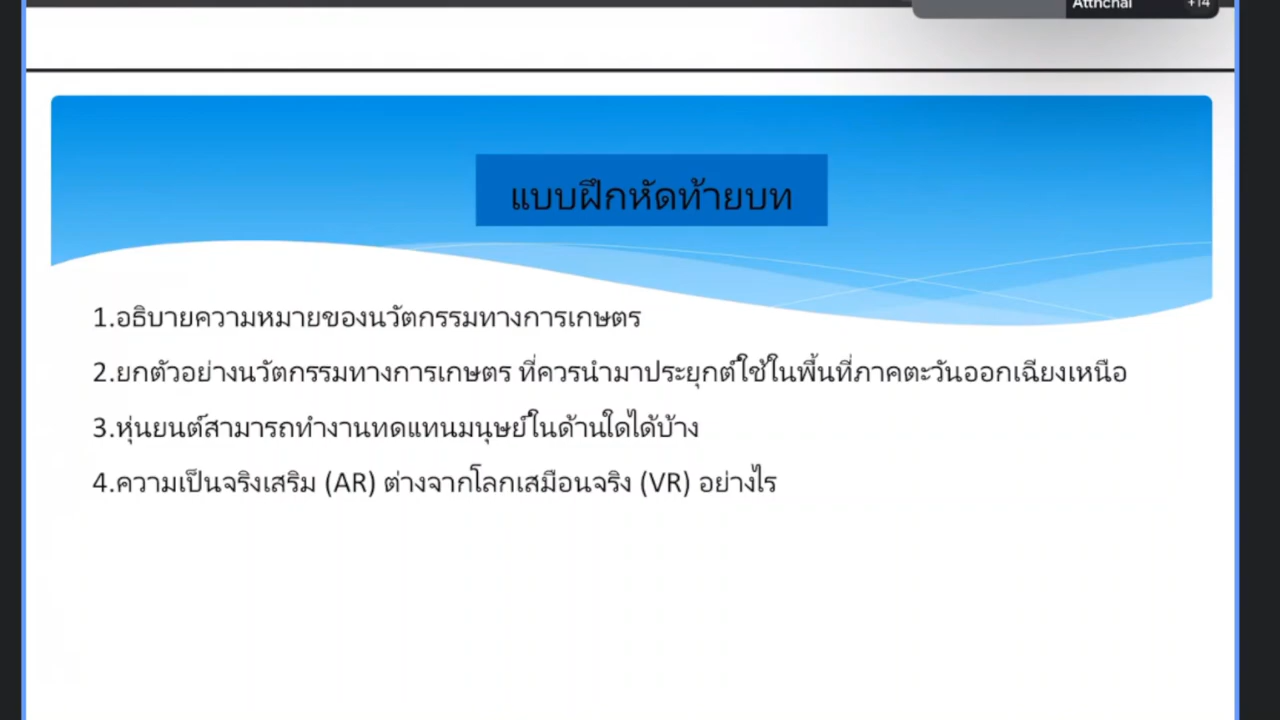 Atthchai
+14
แบบฝึกหัดท้ายบท
1.อธิบายความหมายของนวัตกรรมทางการเกษตร
2.ยกตัวอย่างนวัตกรรมทางการเกษตร ที่ควรนำมาประยุกต์ใช้ในพื้นที่ภาคตะวันออกเฉียงเหนือ
3.หุ่นยนต์สามารถทำงานทดแทนมนุษย์ในด้านใดได้บ้าง
4.ความเป็นจริงเสริม (AR) ต่างจากโลกเสมือนจริง (VR) อย่างไร